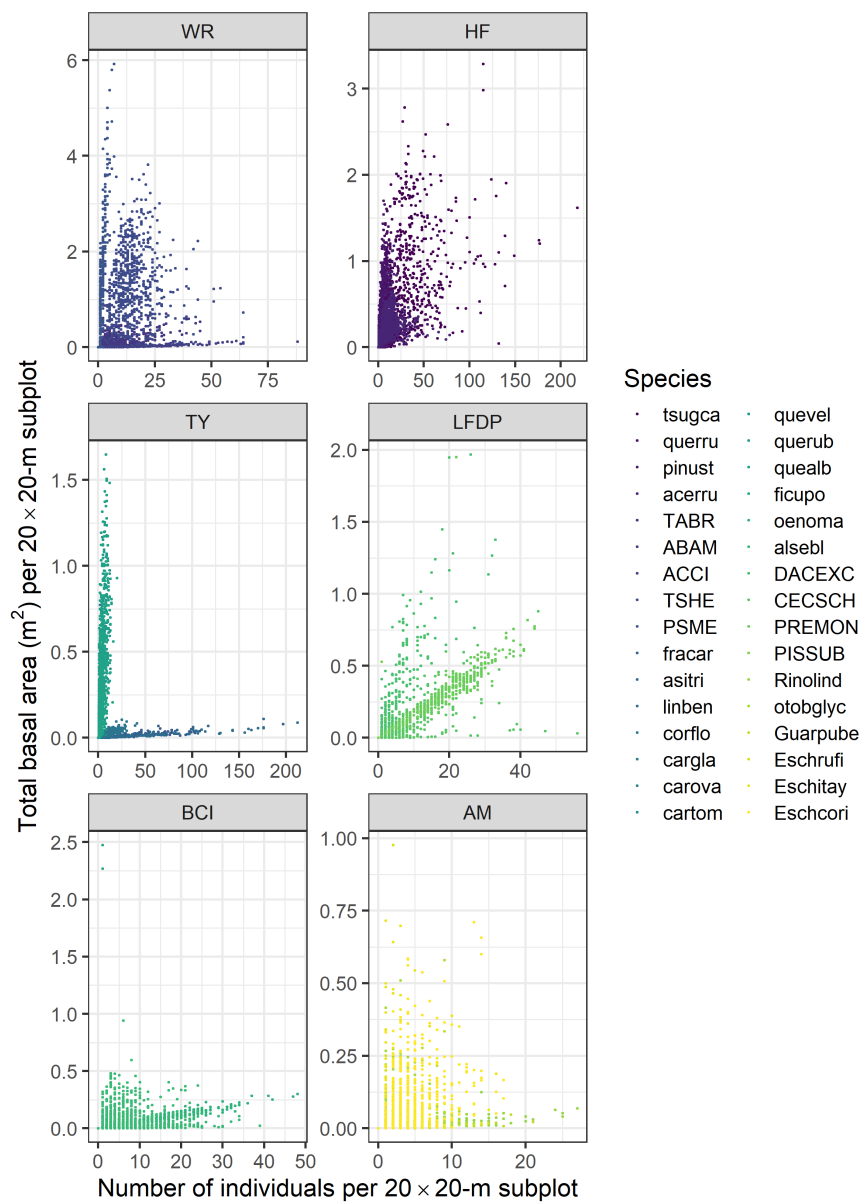 WR
HF
6
4
2
0
3
2
1
0
0 25 50 75
0 50 100 150 200
TY
LFDP
1.5
1.0
0.5
0.0
2.0
1.5
1.0
0.5
0.0
0 50 100 150 200
0 20 40
BCI
AM
2.5
2.0
1.5
1.0
0.5
0.0
1.00
0.75
0.50
0.25
0.00
0 10 20 30 40 50
0 10 20
Total basal area (m²) per 20 × 20-m subplot
Number of individuals per 20 × 20-m subplot
Species
tsugca
querru
pinust
acerru
TABR
ABAM
ACCI
TSHE
PSME
fracar
asitri
linben
corflo
cargla
carova
cartom
quevel
querub
quealb
ficupo
oenoma
alsebl
DACEXC
CECSCH
PREMON
PISSUB
Rinolind
otobglyc
Guarpube
Eschrufi
Eschitay
Eschcori